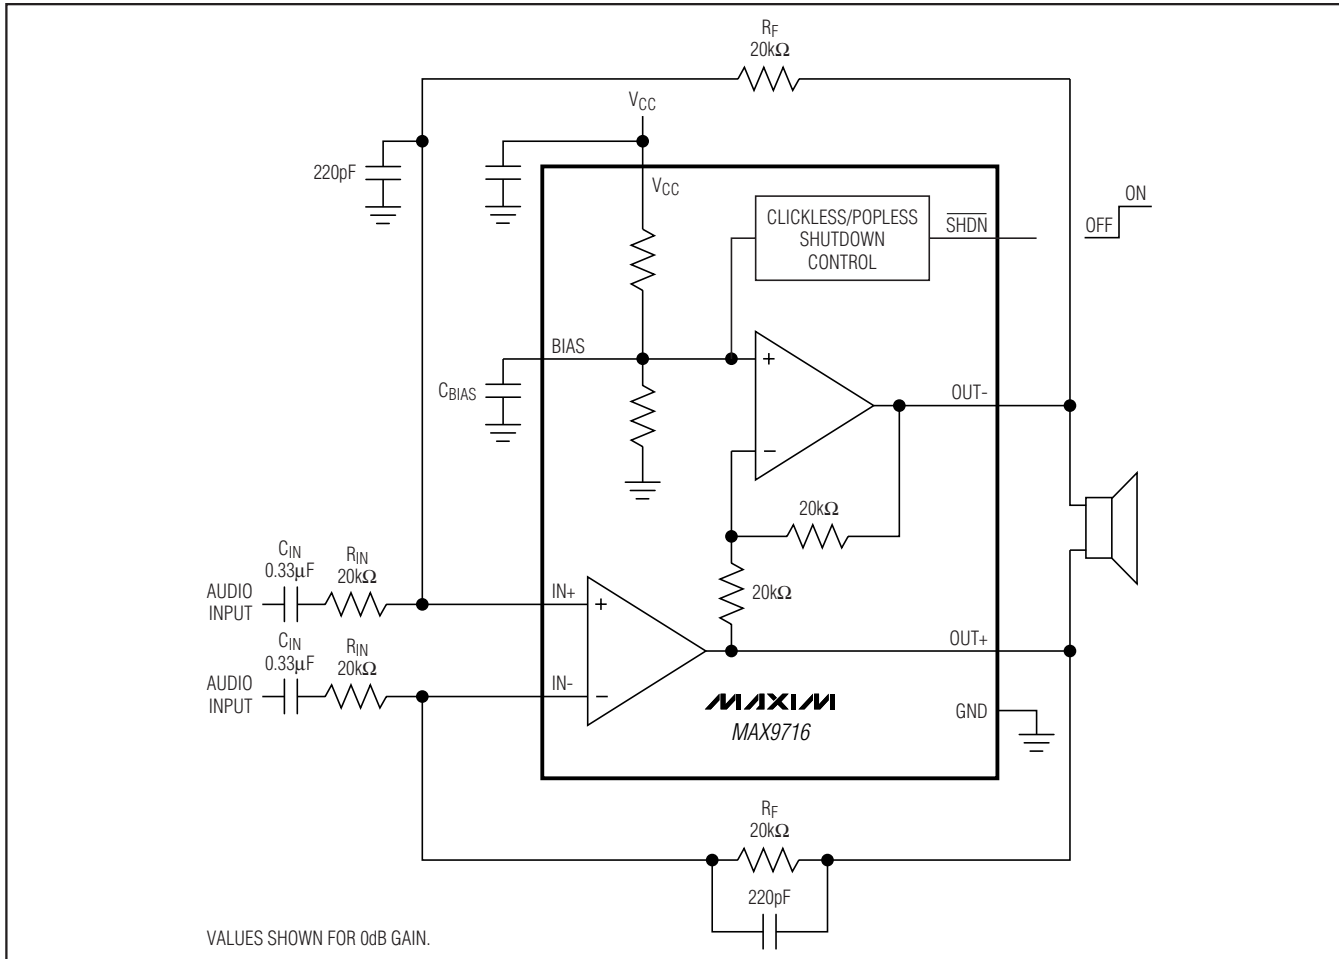 RF
20kΩ
VCC
220pF
VCC
CLICKLESS/POPLESS
SHUTDOWN
CONTROL
SHDN
OFF
ON
BIAS
+
CBIAS
OUT-
−
20kΩ
20kΩ
CIN
0.33μF
RIN
20kΩ
AUDIO
INPUT
IN+
+
CIN
0.33μF
RIN
20kΩ
AUDIO
INPUT
IN-
−
OUT+
MAXIM
MAX9716
GND
RF
20kΩ
220pF
VALUES SHOWN FOR 0dB GAIN.